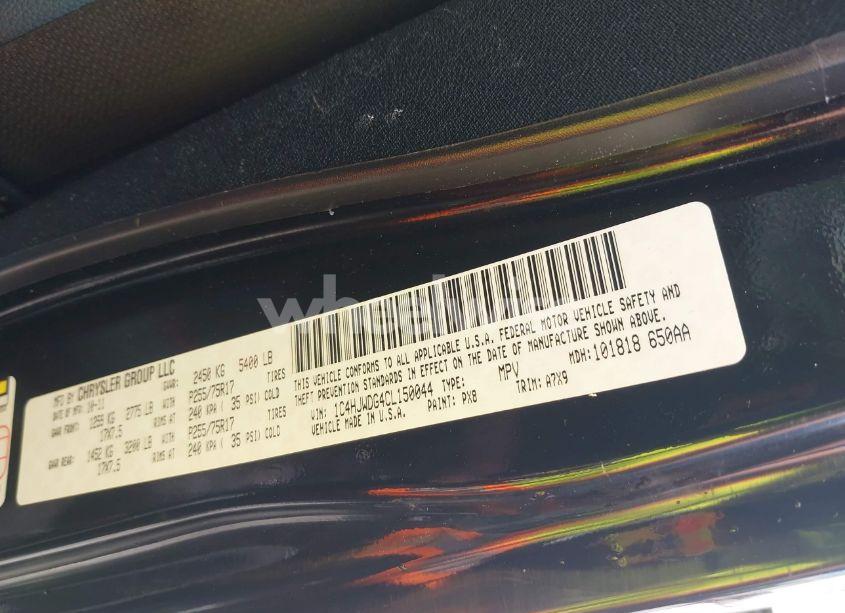 MFD BY CHRYSLER GROUP LLC
10-11 GVWR: 2450 KG 5400 LB
GAWR FRONT: 1259 KG 2775 LB WITH P255/75R17 TIRES
17X7.5 RIMS AT 240 KPA ( 35 PSI) COLD
GAWR REAR: 1452 KG 3200 LB WITH P255/75R17 TIRES
17X7.5 RIMS AT 240 KPA ( 35 PSI) COLD
THIS VEHICLE CONFORMS TO ALL APPLICABLE U.S.A. FEDERAL MOTOR VEHICLE SAFETY AND
THEFT PREVENTION STANDARDS IN EFFECT ON THE DATE OF MANUFACTURE SHOWN ABOVE.
VIN: 1C4HJWDG4CL150044 TYPE: MPV MDH: 101818 650AA
VEHICLE MADE IN U.S.A. PAINT: PX8 TRIM: A7X9